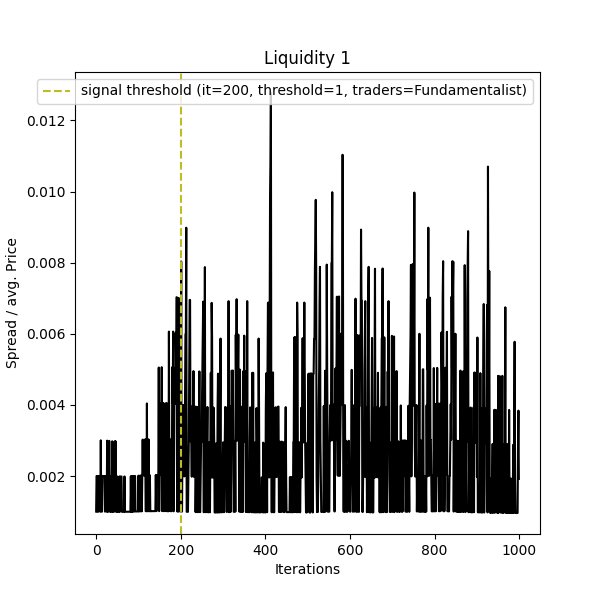 Liquidity 1
signal threshold (it=200, threshold=1, traders=Fundamentalist)
0.012
0.010
0.008
0.006
0.004
0.002
Spread / avg. Price
0 200 400 600 800 1000
Iterations